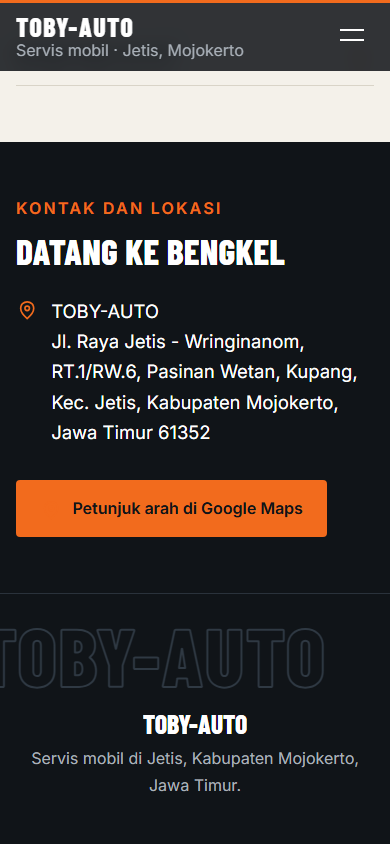 TOBY-AUTO
Servis mobil · Jetis, Mojokerto
KONTAK DAN LOKASI
DATANG KE BENGKEL
TOBY-AUTO
Jl. Raya Jetis - Wringinanom,
RT.1/RW.6, Pasinan Wetan, Kupang,
Kec. Jetis, Kabupaten Mojokerto,
Jawa Timur 61352
Petunjuk arah di Google Maps
TOBY-AUTO
TOBY-AUTO
Servis mobil di Jetis, Kabupaten Mojokerto,
Jawa Timur.